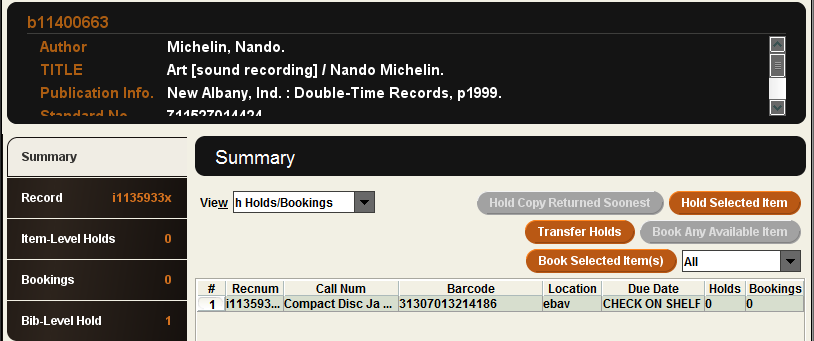 b11400663
Author Michelin, Nando.
TITLE Art [sound recording] / Nando Michelin.
Publication Info. New Albany, Ind. : Double-Time Records, p1999.
Standard No. 711527014424
Summary
Record i1135933x
Item-Level Holds 0
Bookings 0
Bib-Level Hold 1
Summary
View h Holds/Bookings Hold Copy Returned Soonest Hold Selected Item
Transfer Holds Book Any Available Item
Book Selected Item(s) All
# Recnum Call Num Barcode Location Due Date Holds Bookings
1 i113593... Compact Disc Ja ... 31307013214186 ebav CHECK ON SHELF 0 0